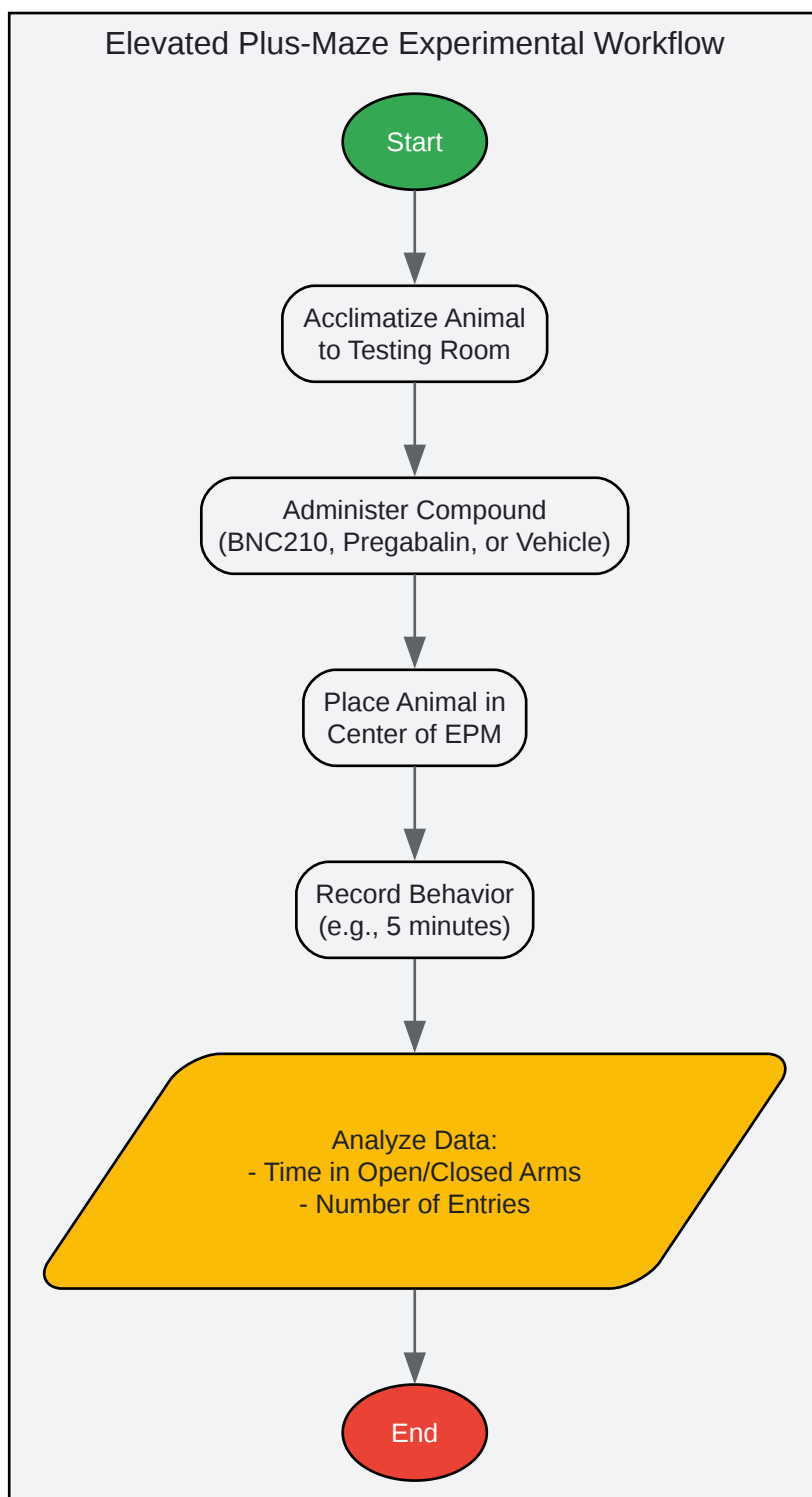 Elevated Plus-Maze Experimental Workflow
Start
Acclimatize Animal
to Testing Room
Administer Compound
(BNC210, Pregabalin, or Vehicle)
Place Animal in
Center of EPM
Record Behavior
(e.g., 5 minutes)
Analyze Data:
- Time in Open/Closed Arms
- Number of Entries
End